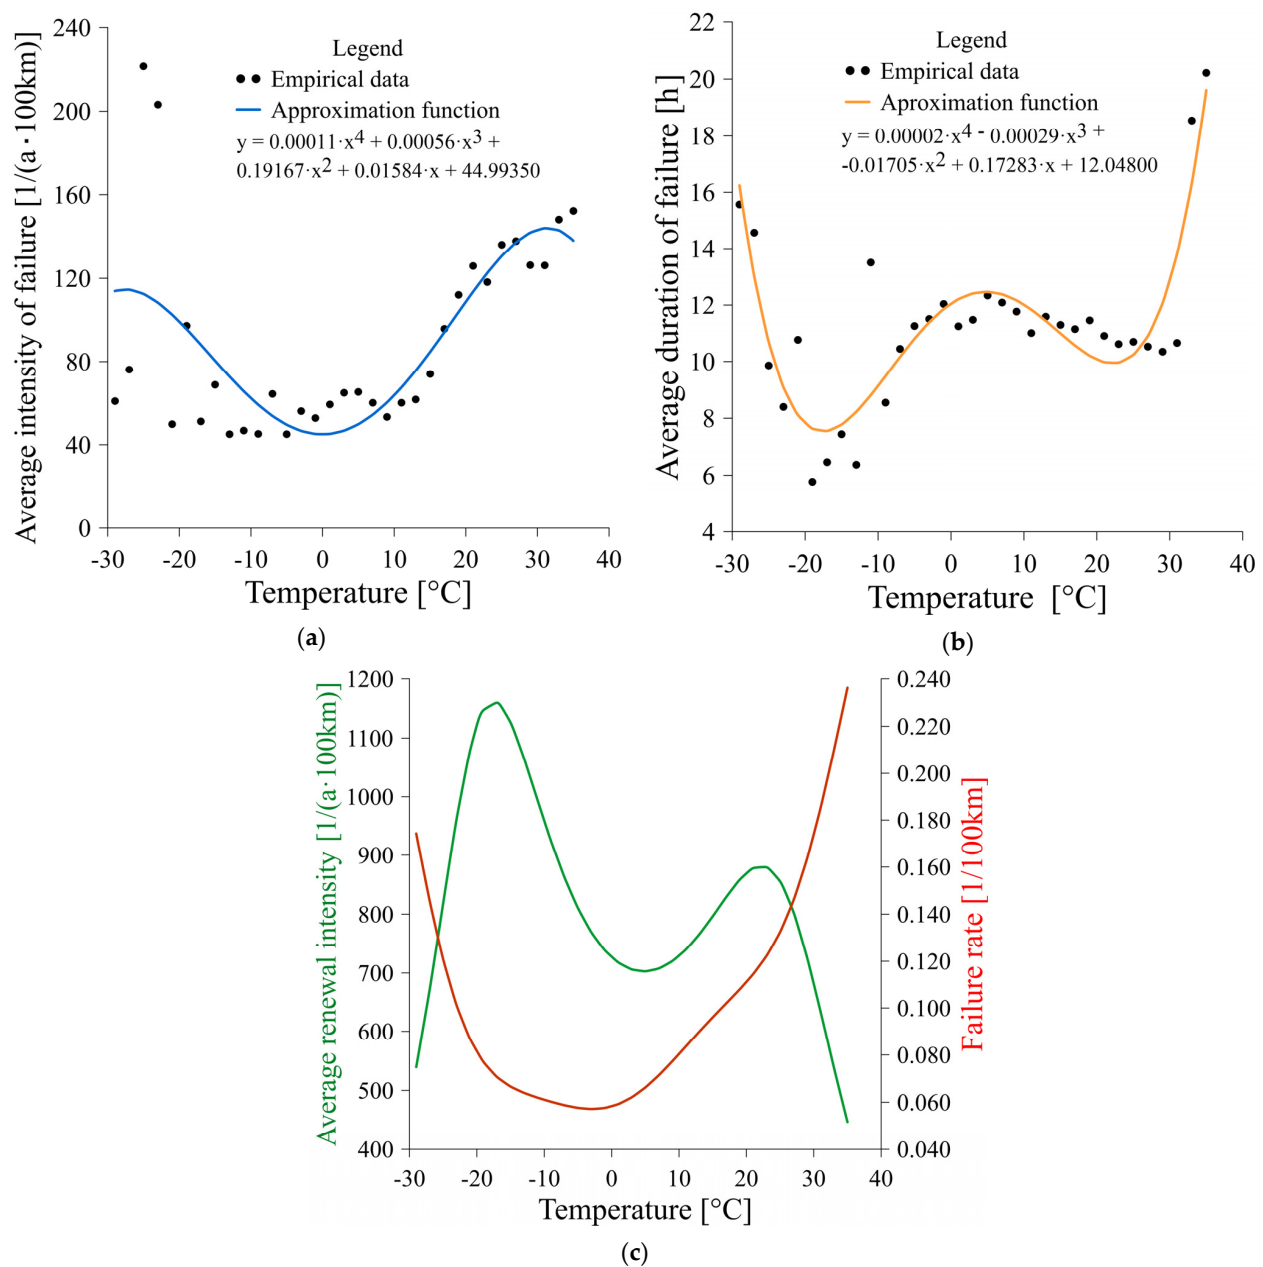 Average intensity of failure [1/(a·100km)]
240
200
160
120
80
40
0
Legend
Empirical data
Approximation function
y = 0.00011·x4 + 0.00056·x3 +
0.19167·x2 + 0.01584·x + 44.99350
-30 -20 -10 0 10 20 30 40
Temperature [°C]
(a)
Average duration of failure [h]
22
20
18
16
14
12
10
8
6
4
Legend
Empirical data
Aproximation function
y = 0.00002·x4 - 0.00029·x3 +
-0.01705·x2 + 0.17283·x + 12.04800
-30 -20 -10 0 10 20 30 40
Temperature [°C]
(b)
Average renewal intensity [1/(a·100km)]
1200
1100
1000
900
800
700
600
500
400
0.240
0.220
0.200
0.180
0.160
0.140
0.120
0.100
0.080
0.060
0.040
Failure rate [1/100km]
-30 -20 -10 0 10 20 30 40
Temperature [°C]
(c)